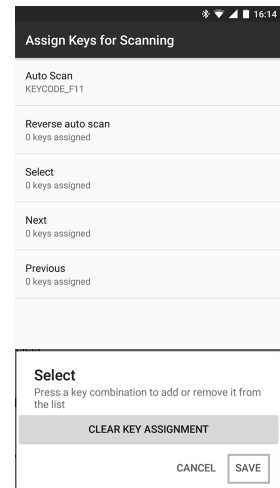 16:14
Assign Keys for Scanning
Auto Scan
KEYCODE_F11
Reverse auto scan
0 keys assigned
Select
0 keys assigned
Next
0 keys assigned
Previous
0 keys assigned
Select
Press a key combination to add or remove it from
the list
CLEAR KEY ASSIGNMENT
CANCEL SAVE